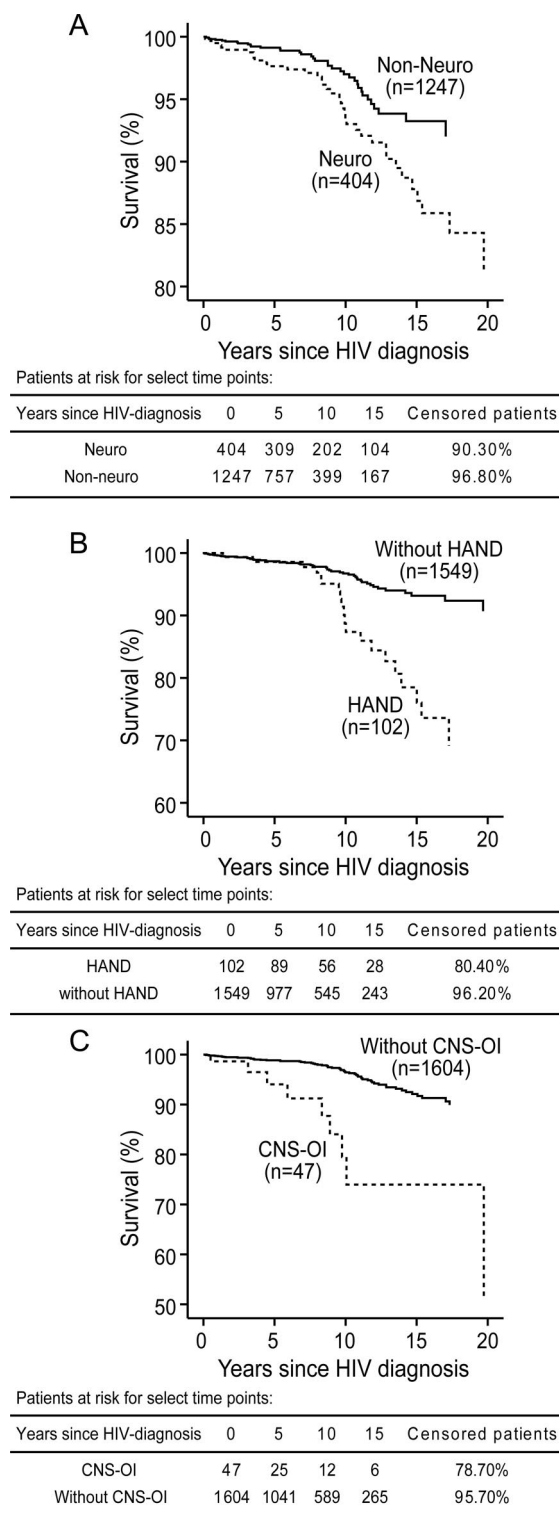 A
100
95
90
85
80
Survival (%)
Non-Neuro
(n=1247)
Neuro
(n=404)
0 5 10 15 20
Years since HIV diagnosis
Patients at risk for select time points:
Years since HIV-diagnosis 0 5 10 15 Censored patients
Neuro 404 309 202 104 90.30%
Non-neuro 1247 757 399 167 96.80%
B
100
90
80
70
60
Survival (%)
Without HAND
(n=1549)
HAND
(n=102)
0 5 10 15 20
Years since HIV diagnosis
Patients at risk for select time points:
Years since HIV-diagnosis 0 5 10 15 Censored patients
HAND 102 89 56 28 80.40%
without HAND 1549 977 545 243 96.20%
C
100
90
80
70
60
50
Survival (%)
Without CNS-OI
(n=1604)
CNS-OI
(n=47)
0 5 10 15 20
Years since HIV diagnosis
Patients at risk for select time points:
Years since HIV-diagnosis 0 5 10 15 Censored patients
CNS-OI 47 25 12 6 78.70%
Without CNS-OI 1604 1041 589 265 95.70%